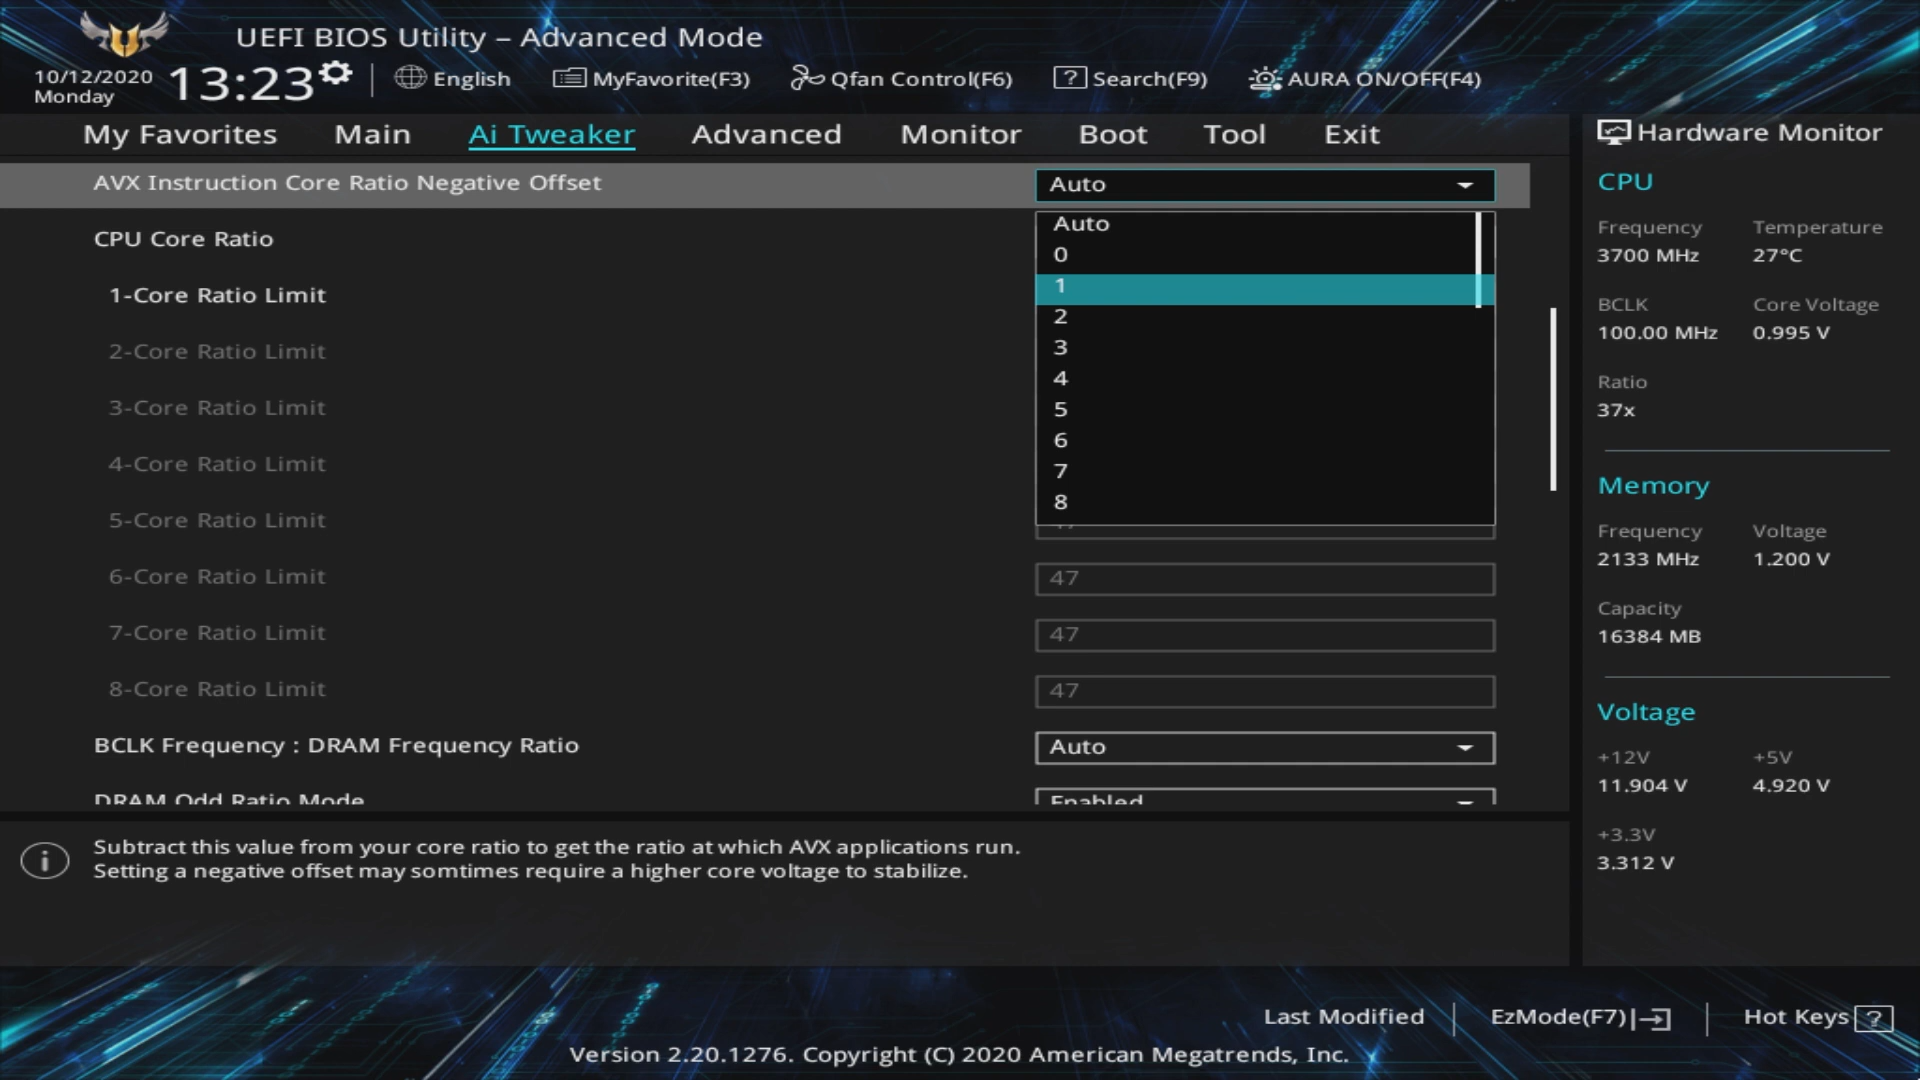 UEFI BIOS Utility – Advanced Mode
10/12/2020
Monday
13:23
English
MyFavorite(F3)
Qfan Control(F6)
Search(F9)
AURA ON/OFF(F4)
My Favorites
Main
Ai Tweaker
Advanced
Monitor
Boot
Tool
Exit
AVX Instruction Core Ratio Negative Offset
Auto
Auto
0
1
2
3
4
5
6
7
8
CPU Core Ratio
1-Core Ratio Limit
2-Core Ratio Limit
3-Core Ratio Limit
4-Core Ratio Limit
5-Core Ratio Limit
6-Core Ratio Limit
47
7-Core Ratio Limit
47
8-Core Ratio Limit
47
BCLK Frequency : DRAM Frequency Ratio
Auto
DRAM Odd Ratio Mode
Enabled
Subtract this value from your core ratio to get the ratio at which AVX applications run.
Setting a negative offset may somtimes require a higher core voltage to stabilize.
Hardware Monitor
CPU
Frequency Temperature
3700 MHz 27°C
BCLK Core Voltage
100.00 MHz 0.995 V
Ratio
37x
Memory
Frequency Voltage
2133 MHz 1.200 V
Capacity
16384 MB
Voltage
+12V +5V
11.904 V 4.920 V
+3.3V
3.312 V
Last Modified
EzMode(F7)
Hot Keys ?
Version 2.20.1276. Copyright (C) 2020 American Megatrends, Inc.